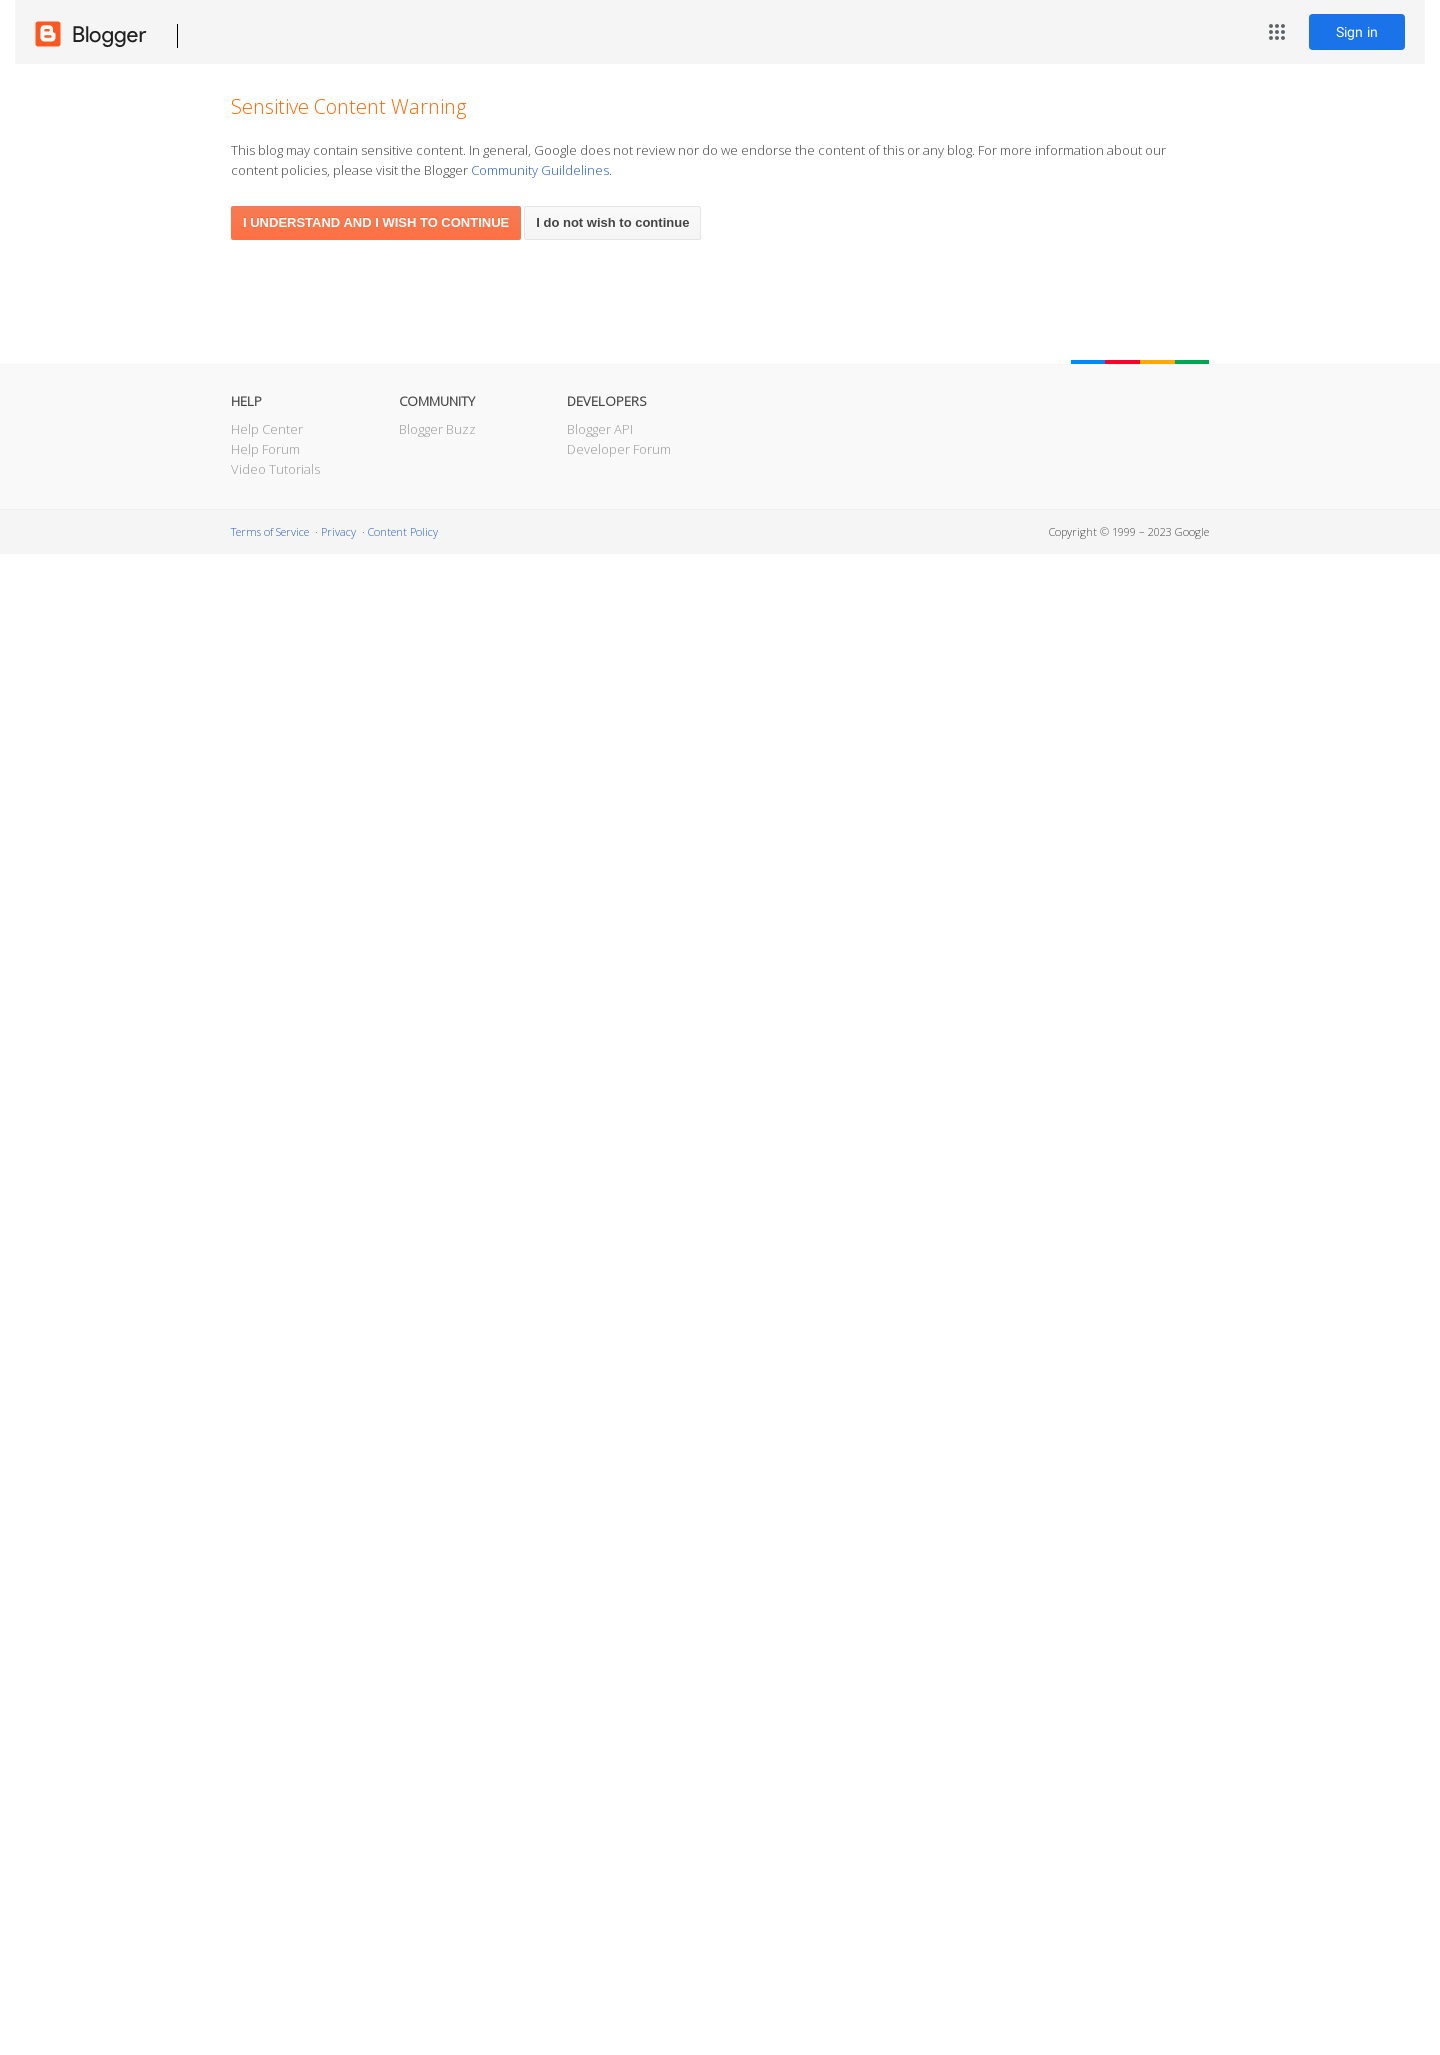 Blogger
Sign in
Sensitive Content Warning
This blog may contain sensitive content. In general, Google does not review nor do we endorse the content of this or any blog. For more information about our
content policies, please visit the Blogger Community Guildelines.
I UNDERSTAND AND I WISH TO CONTINUE I do not wish to continue
HELP COMMUNITY DEVELOPERS
Help Center Blogger Buzz Blogger API
Help Forum Developer Forum
Video Tutorials
Terms of Service · Privacy · Content Policy Copyright © 1999 – 2023 Google